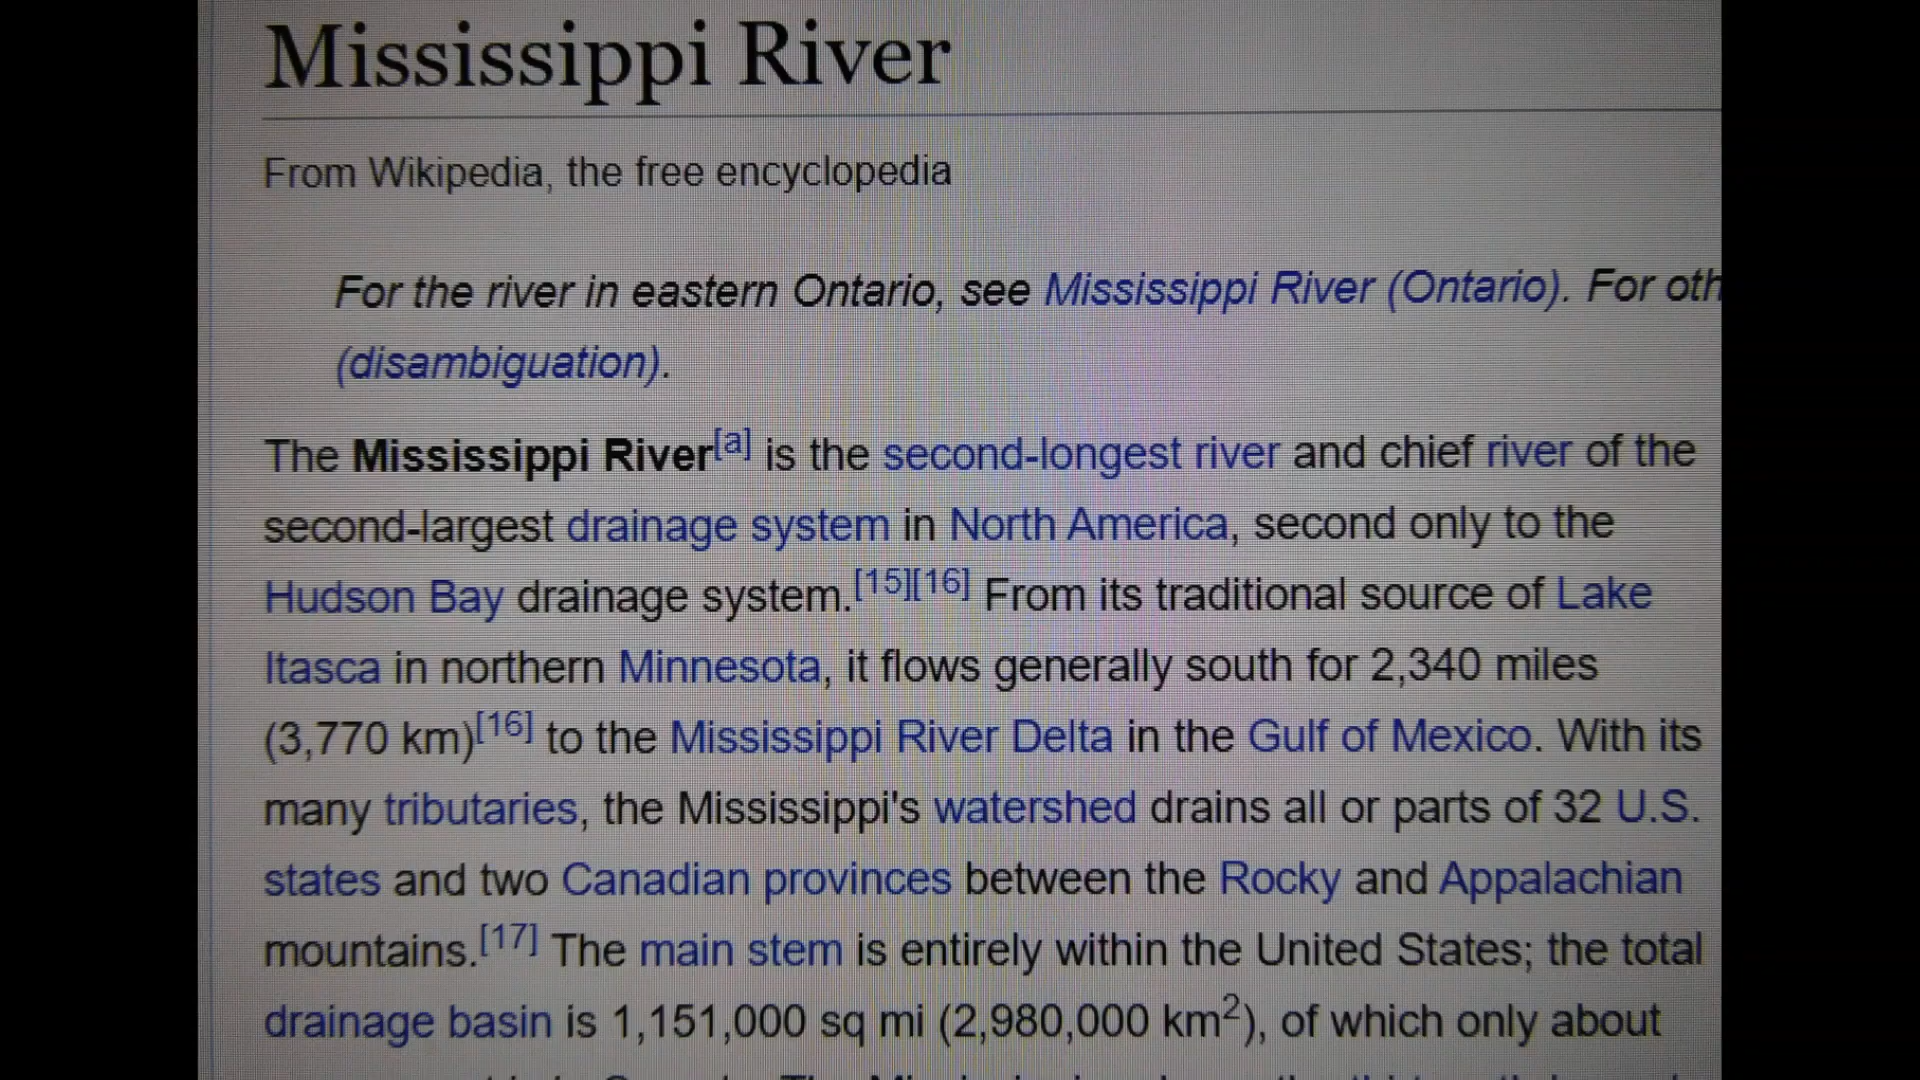 Mississippi River
From Wikipedia, the free encyclopedia
For the river in eastern Ontario, see Mississippi River (Ontario). For oth
(disambiguation).
The Mississippi River[a] is the second-longest river and chief river of the
second-largest drainage system in North America, second only to the
Hudson Bay drainage system.[15][16] From its traditional source of Lake
Itasca in northern Minnesota, it flows generally south for 2,340 miles
(3,770 km)[16] to the Mississippi River Delta in the Gulf of Mexico. With its
many tributaries, the Mississippi's watershed drains all or parts of 32 U.S.
states and two Canadian provinces between the Rocky and Appalachian
mountains.[17] The main stem is entirely within the United States; the total
drainage basin is 1,151,000 sq mi (2,980,000 km²), of which only about